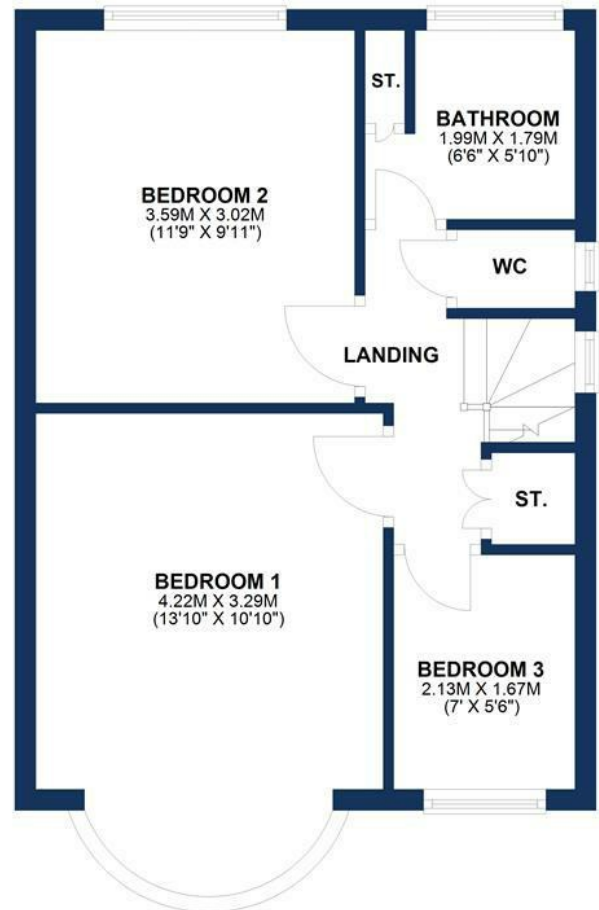 ST.
BATHROOM
1.99M X 1.79M
(6'6" X 5'10")
BEDROOM 2
3.59M X 3.02M
(11'9" X 9'11")
WC
LANDING
ST.
BEDROOM 1
4.22M X 3.29M
(13'10" X 10'10")
BEDROOM 3
2.13M X 1.67M
(7' X 5'6")